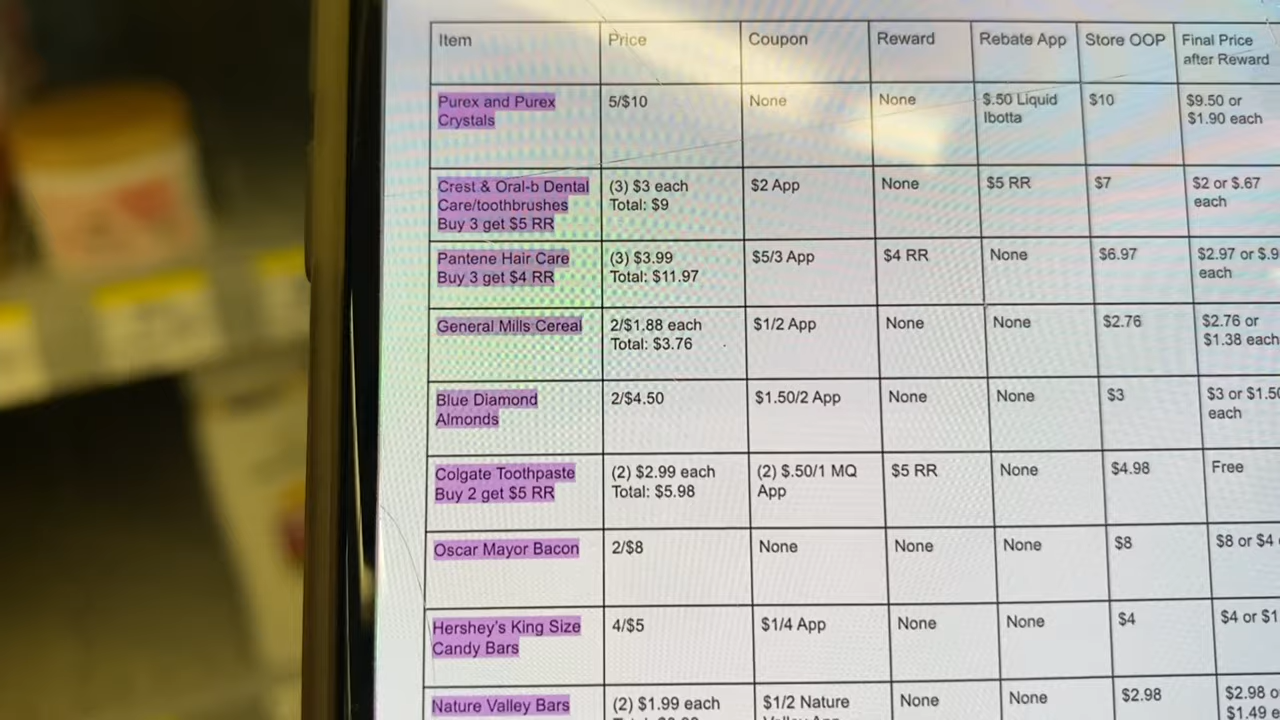 Item Price Coupon Reward Rebate App Store OOP Final Price
after Reward
Purex and Purex 5/$10 None None $.50 Liquid $10 $9.50 or
Crystals Ibotta $1.90 each
Crest & Oral-b Dental (3) $3 each $2 App None $5 RR $7 $2 or $.67
Care/toothbrushes Total: $9 each
Buy 3 get $5 RR
Pantene Hair Care (3) $3.99 $5/3 App $4 RR None $6.97 $2.97 or $.9
Buy 3 get $4 RR Total: $11.97 each
General Mills Cereal 2/$1.88 each $1/2 App None None $2.76 $2.76 or
Total: $3.76 $1.38 each
Blue Diamond 2/$4.50 $1.50/2 App None None $3 $3 or $1.50
Almonds each
Colgate Toothpaste (2) $2.99 each (2) $.50/1 MQ $5 RR None $4.98 Free
Buy 2 get $5 RR Total: $5.98 App
Oscar Mayor Bacon 2/$8 None None None $8 $8 or $4
Hershey's King Size 4/$5 $1/4 App None None $4 $4 or $1
Candy Bars
Nature Valley Bars (2) $1.99 each $1/2 Nature None None $2.98 $2.98 o
$1.49 e